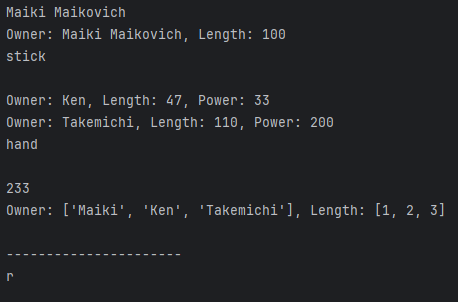 Maiki Maikovich
Owner: Maiki Maikovich, Length: 100
stick
Owner: Ken, Length: 47, Power: 33
Owner: Takemichi, Length: 110, Power: 200
hand
233
Owner: ['Maiki', 'Ken', 'Takemichi'], Length: [1, 2, 3]
----------------------
r